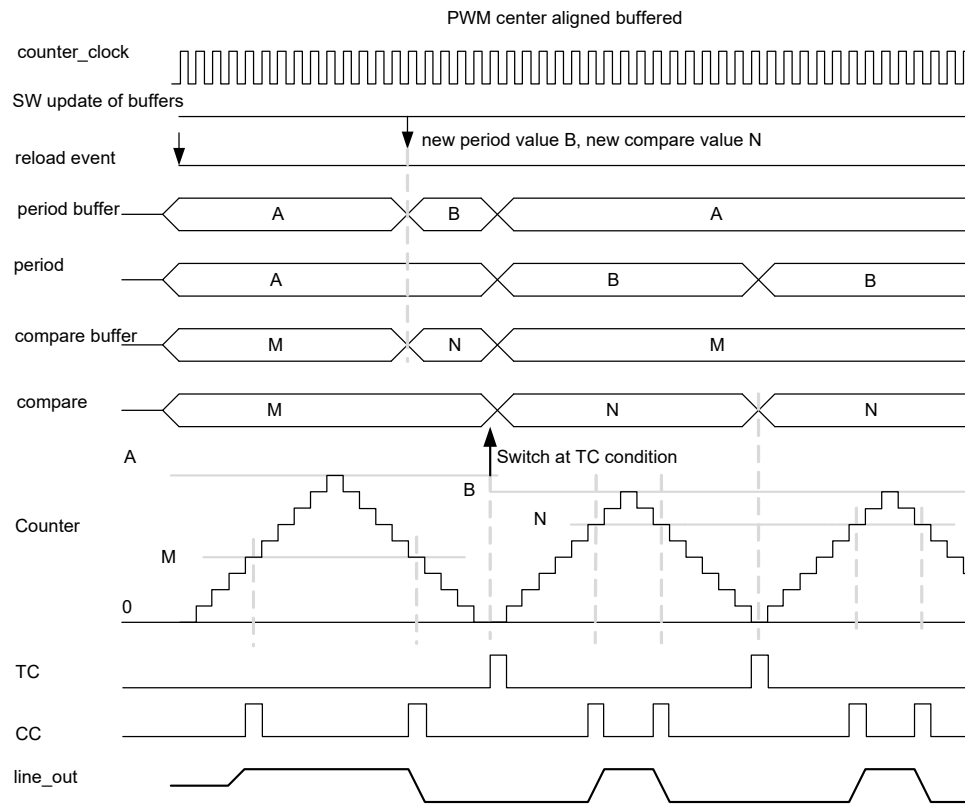 PWM center aligned buffered
counter_clock
SW update of buffers
new period value B, new compare value N
reload event
period buffer
A
B
A
period
A
B
B
compare buffer
M
N
M
compare
M
N
N
A
Switch at TC condition
B
N
Counter
M
0
TC
CC
line_out